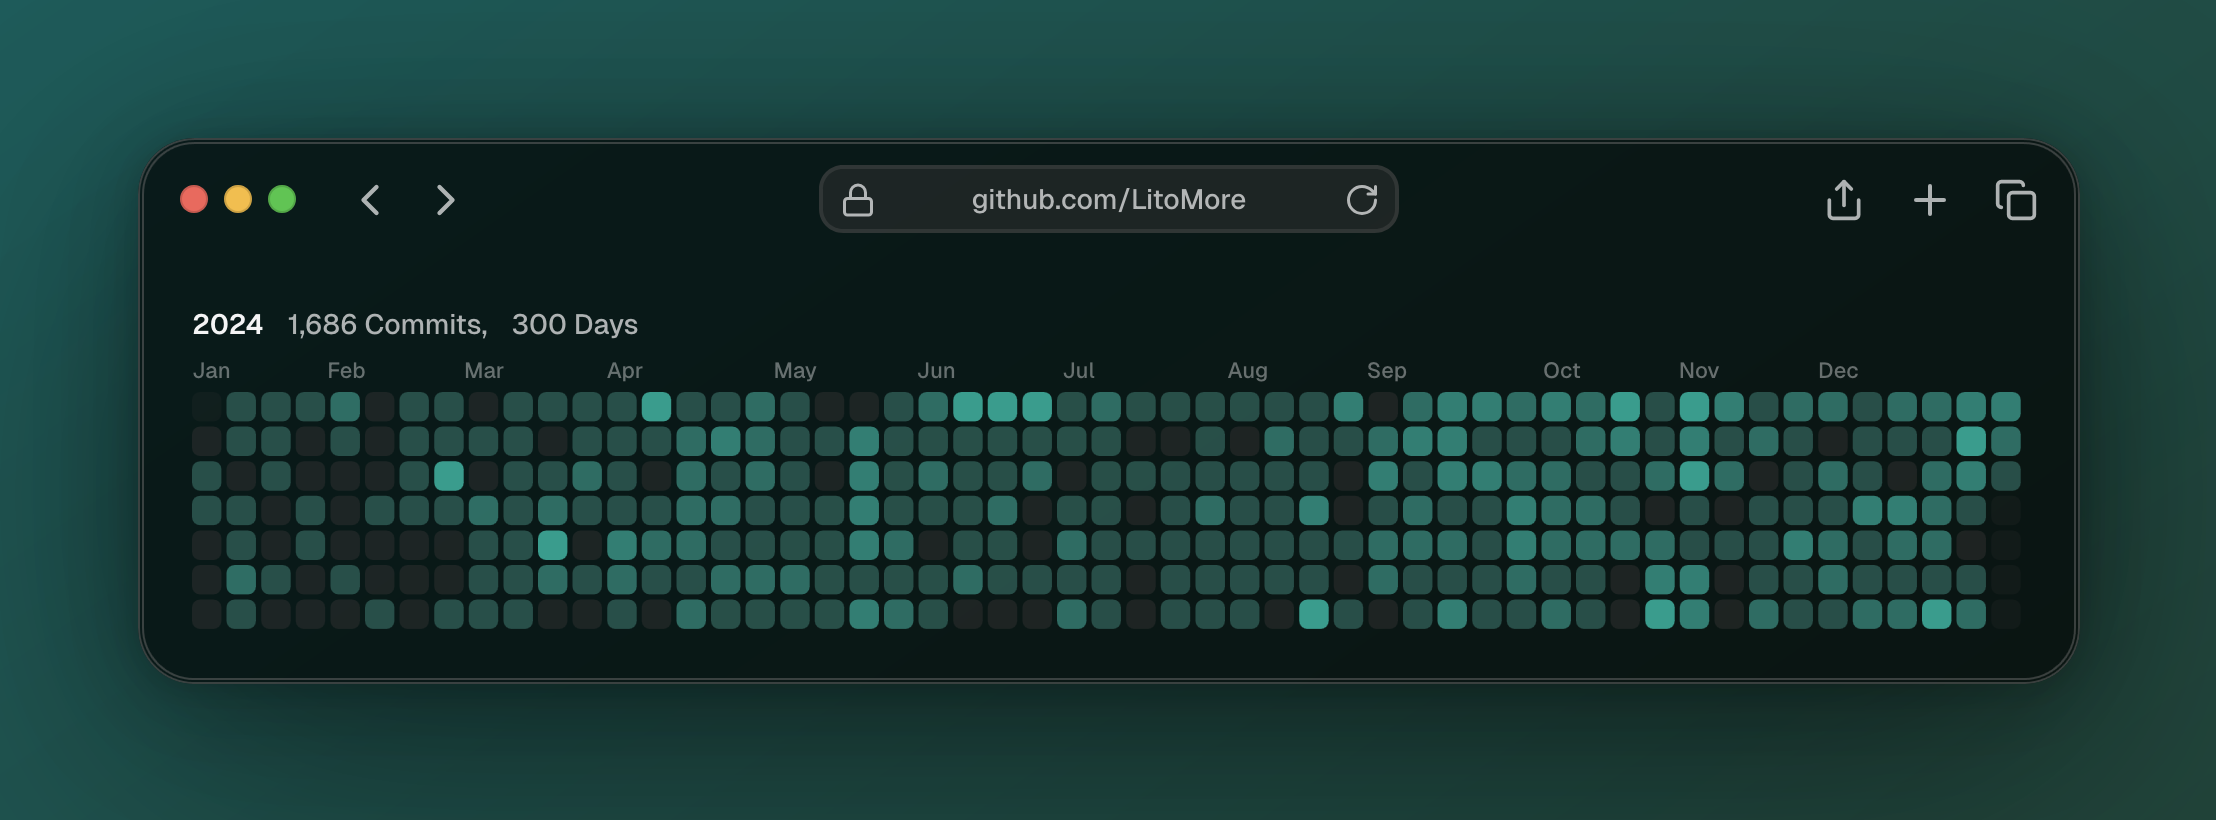 github.com/LitoMore
2024 1,686 Commits, 300 Days
Jan Feb Mar Apr May Jun Jul Aug Sep Oct Nov Dec